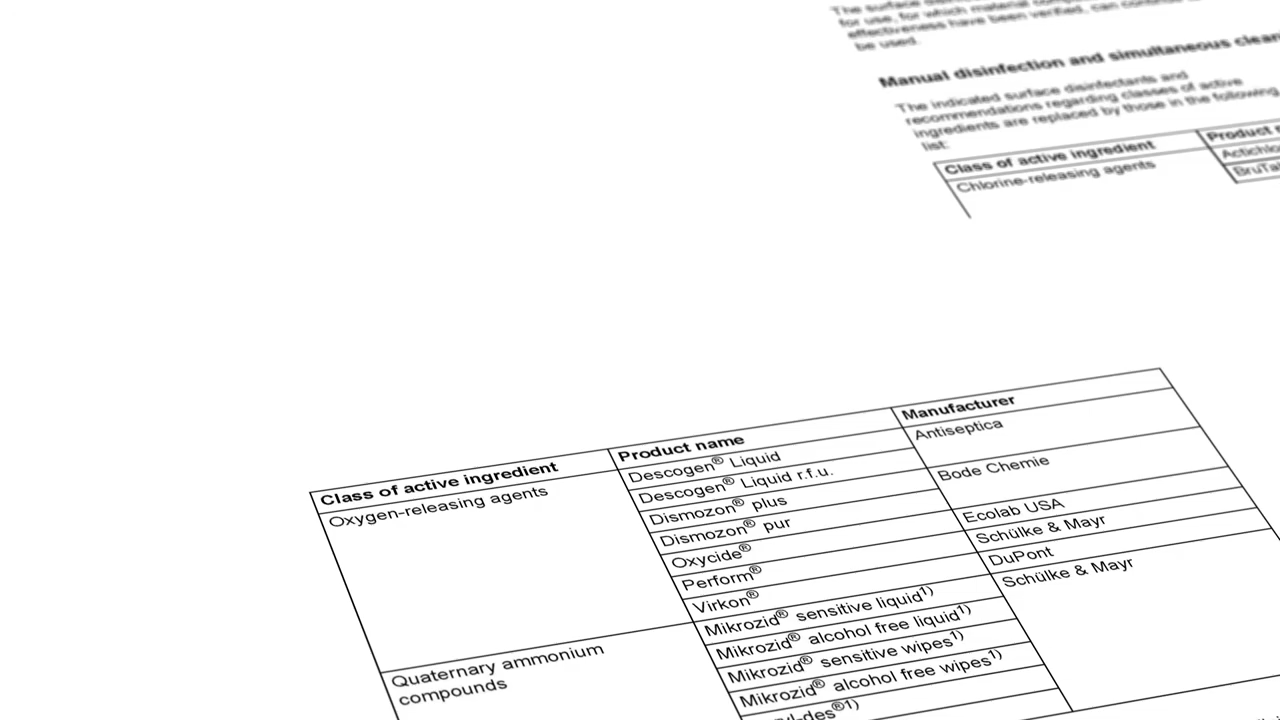 The surface
for use, for which material
effectiveness have been verified, can continue
be used.
Manual disinfection and simultaneous
The indicated surface disinfectants and
recommendations regarding classes of active
ingredients are replaced by those in the following
list:
Class of active ingredient Product
Chlorine-releasing agents
Class of active ingredient Product name Manufacturer
Oxygen-releasing agents Descogen® Liquid Antiseptica
Descogen® Liquid r.f.u.
Dismozon® plus Bode Chemie
Dismozon® pur
Oxycide® Ecolab USA
Perform® Schülke & Mayr
Virkon® DuPont
Quaternary ammonium Mikrozid® sensitive liquid1) Schülke & Mayr
compounds Mikrozid® alcohol free liquid1)
Mikrozid® sensitive wipes1)
Mikrozid® alcohol free wipes1)